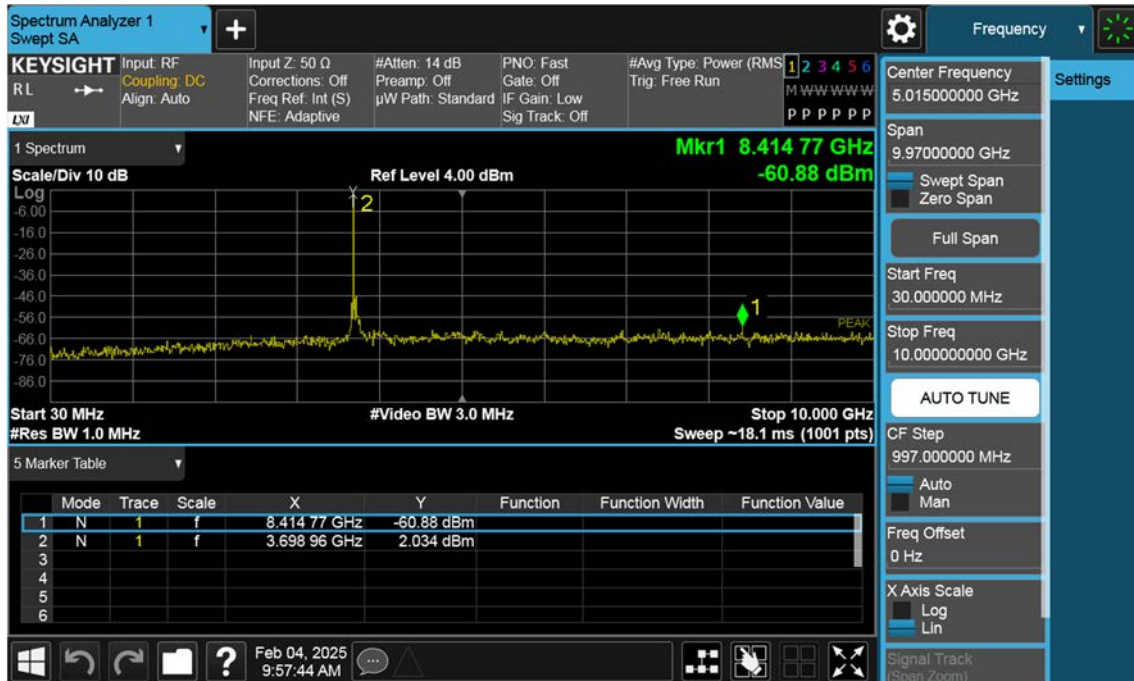 Spectrum Analyzer 1
Swept SA
Frequency
KEYSIGHT
RL
LXI
Input: RF
Coupling: DC
Align: Auto
Input Z: 50 Ω
Corrections: Off
Freq Ref: Int (S)
NFE: Adaptive
#Atten: 14 dB
Preamp: Off
µW Path: Standard
PNO: Fast
Gate: Off
IF Gain: Low
Sig Track: Off
#Avg Type: Power (RMS
Trig: Free Run
1 2 3 4 5 6
M W W W W W
P P P P P P
1 Spectrum
Mkr1 8.414 77 GHz
-60.88 dBm
Scale/Div 10 dB
Ref Level 4.00 dBm
Log
-6.00
-16.0
-26.0
-36.0
-46.0
-56.0
-66.0
-76.0
-86.0
2
1
PEAK
Start 30 MHz
#Video BW 3.0 MHz
Stop 10.000 GHz
#Res BW 1.0 MHz
Sweep ~18.1 ms (1001 pts)
5 Marker Table
Mode Trace Scale X Y Function Function Width Function Value
1 N 1 f 8.414 77 GHz -60.88 dBm
2 N 1 f 3.698 96 GHz 2.034 dBm
3
4
5
6
Feb 04, 2025
9:57:44 AM
Center Frequency
5.015000000 GHz
Span
9.97000000 GHz
Swept Span
Zero Span
Full Span
Start Freq
30.000000 MHz
Stop Freq
10.000000000 GHz
AUTO TUNE
CF Step
997.000000 MHz
Auto
Man
Freq Offset
0 Hz
X Axis Scale
Log
Lin
Signal Track
(Span Zoom)
Settings